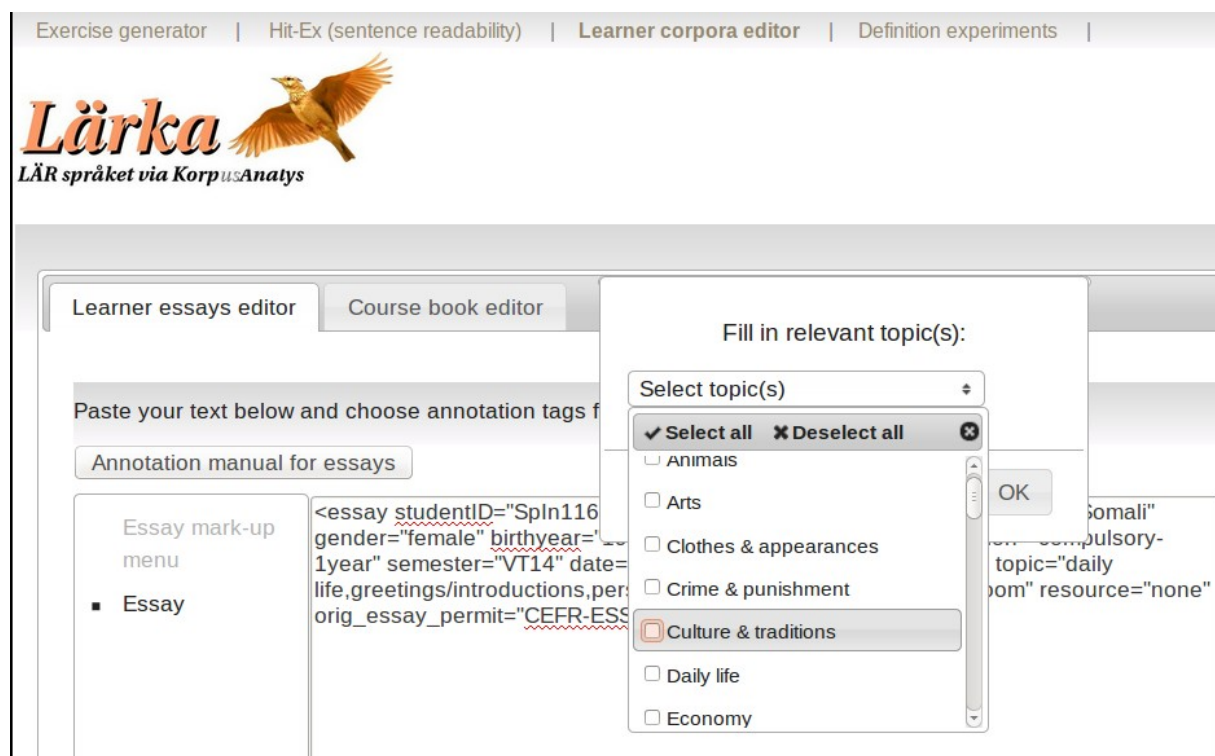 Exercise generator | Hit-Ex (sentence readability) | Learner corpora editor | Definition experiments |
Lärka
LÄR språket via KorpusAnalys
Learner essays editor
Course book editor
Fill in relevant topic(s):
Select topic(s)
Paste your text below and choose annotation tags f
Select all Deselect all
Annotation manual for essays
Animals
Arts
Clothes & appearances
Crime & punishment
Culture & traditions
Daily life
Economy
OK
Essay mark-up
menu
Essay
<essay studentID="SpIn116 Somali"
gender="female" birthyear= compulsory-
1year" semester="VT14" date= topic="daily
life,greetings/introductions,per oom" resource="none"
orig_essay_permit="CEFR-ESS